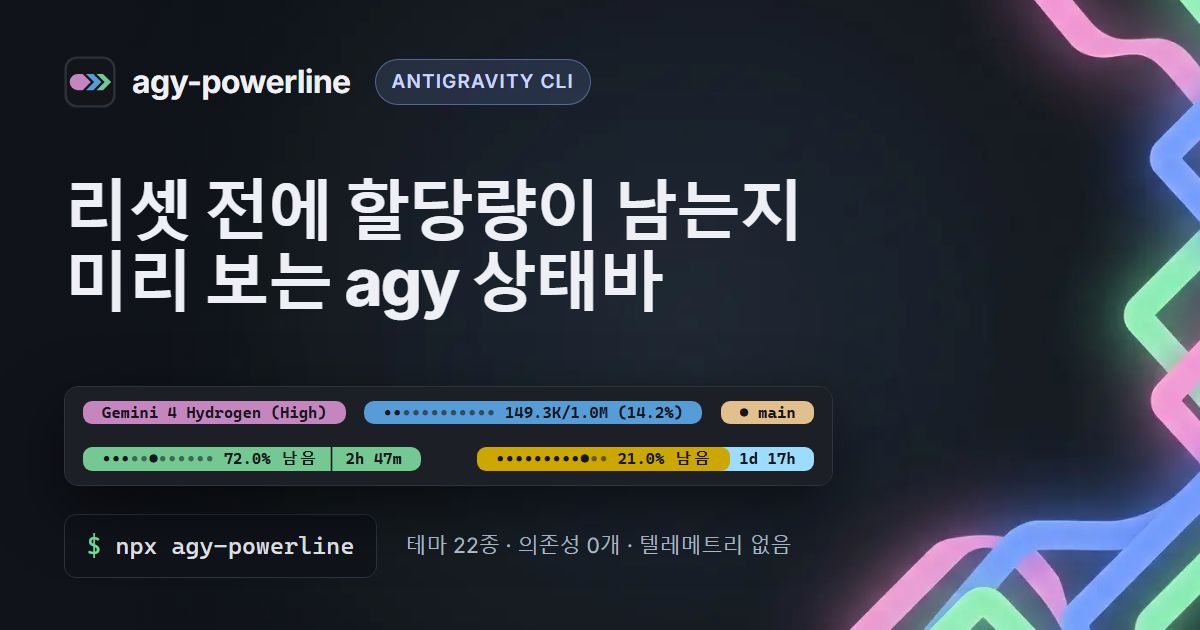 agy-powerline ANTIGRAVITY CLI
리셋 전에 할당량이 남는지
미리 보는 agy 상태바
Gemini 4 Hydrogen (High) 149.3K/1.0M (14.2%) ● main
72.0% 남음 2h 47m 21.0% 남음 1d 17h
$ npx agy-powerline 테마 22종 · 의존성 0개 · 텔레메트리 없음